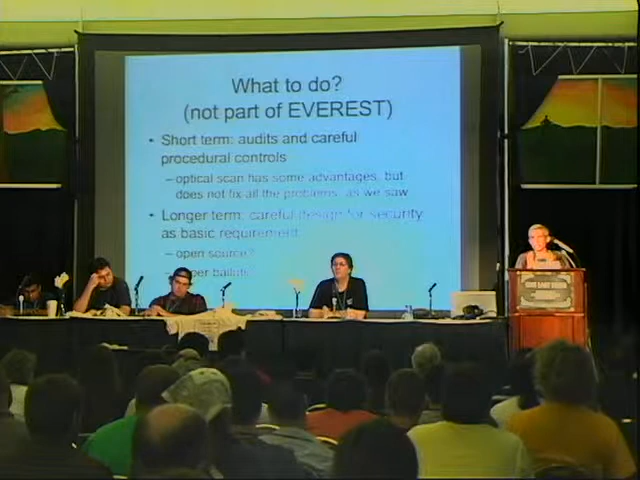 What to do?
(not part of EVEREST)
• Short term: audits and careful
procedural controls
– optical scan has some advantages, but
does not fix all the problems, as we saw
• Longer term: careful design for security
as basic requirement
– open source?